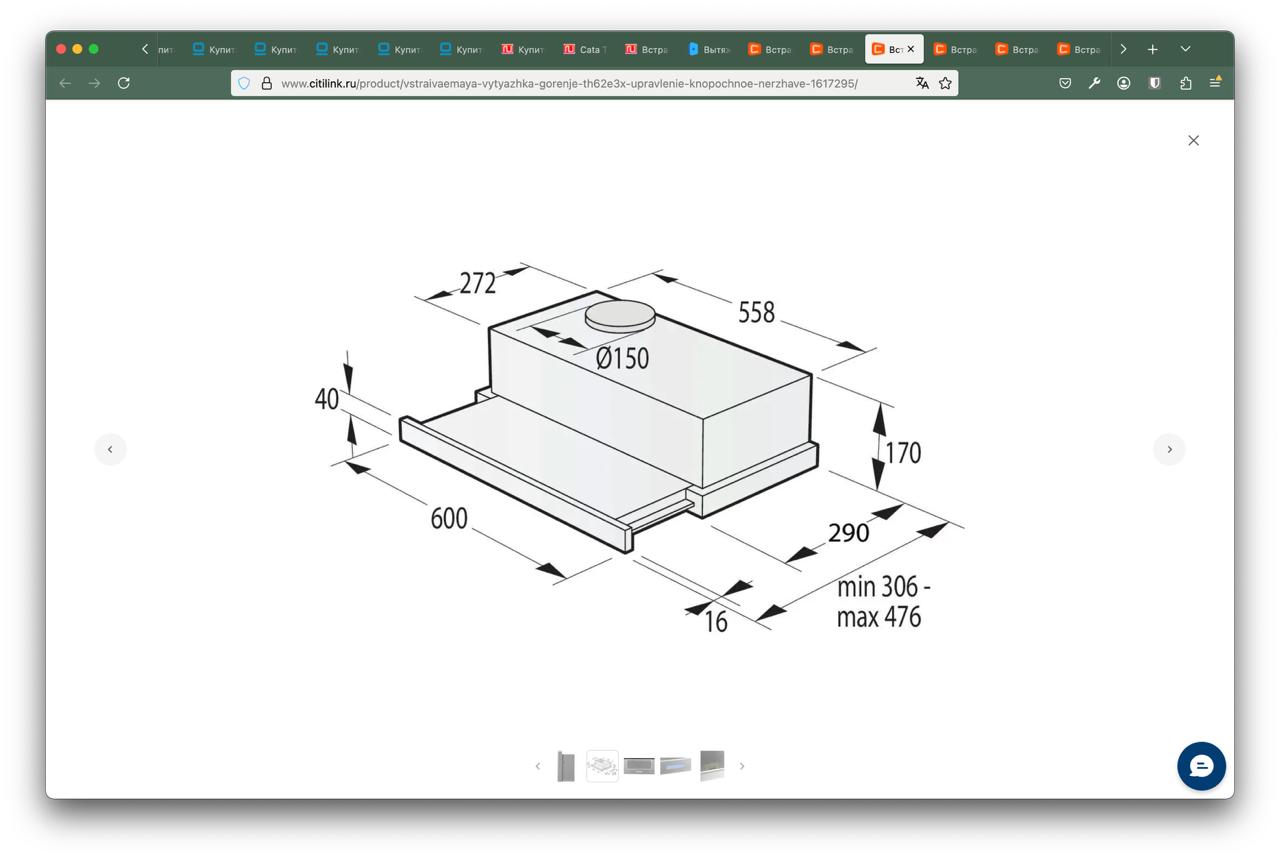 пит
Купит
Купит
Купит
Купит
Купит
Купит
Cata T
Встра
Вытяж
Встра
Встра
Вст
Встра
Встра
Встра
www.citilink.ru/product/vstraivaemaya-vytyazhka-gorenje-th62e3x-upravlenie-knopochnoe-nerzhave-1617295/
272
558
Ø150
40
170
600
290
min 306 -
max 476
16